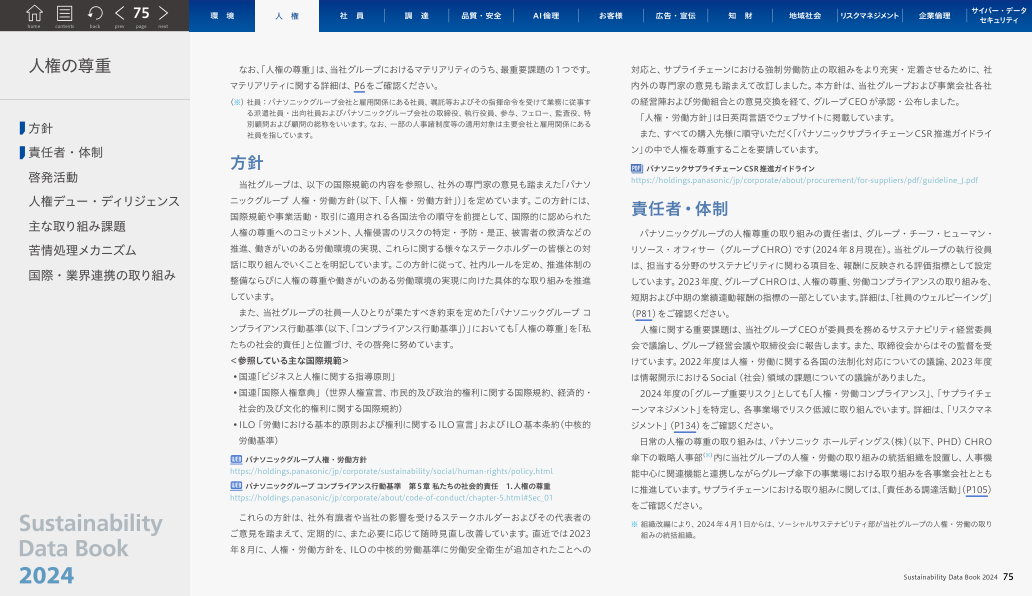 home
contents
back
prev
75
page
next
環 境
人 権
社 員
調 達
品質・安全
AI倫理
お客様
広告・宣伝
知 財
地域社会
リスクマネジメント
企業倫理
サイバー・データ
セキュリティ
人権の尊重
方針
責任者・体制
啓発活動
人権デュー・ディリジェンス
主な取り組み課題
苦情処理メカニズム
国際・業界連携の取り組み
Sustainability
Data Book
2024
なお、「人権の尊重」は、当社グループにおけるマテリアリティのうち、最重要課題の1つです。
マテリアリティに関する詳細は、P6をご確認ください。
(※) 社員：パナソニックグループ会社と雇用関係にある社員、嘱託等およびその指揮命令を受けて業務に従事す
る派遣社員・出向社員およびパナソニックグループ会社の取締役、執行役員、参与、フェロー、監査役、特
別顧問および顧問の総称をいいます。なお、一部の人事諸制度等の適用対象は主要会社と雇用関係にある
社員を指しています。
方針
当社グループは、以下の国際規範の内容を参照し、社外の専門家の意見も踏まえた「パナソ
ニックグループ 人権・労働方針(以下、「人権・労働方針」)」を定めています。この方針には、
国際規範や事業活動・取引に適用される各国法令の順守を前提として、国際的に認められた
人権の尊重へのコミットメント、人権侵害のリスクの特定・予防・是正、被害者の救済などの
推進、働きがいのある労働環境の実現、これらに関する様々なステークホルダーの皆様との対
話に取り組んでいくことを明記しています。この方針に従って、社内ルールを定め、推進体制の
整備ならびに人権の尊重や働きがいのある労働環境の実現に向けた具体的な取り組みを推進
しています。
また、当社グループの社員一人ひとりが果たすべき約束を定めた「パナソニックグループ コ
ンプライアンス行動基準(以下、「コンプライアンス行動基準」)」においても「人権の尊重」を「私
たちの社会的責任」と位置づけ、その啓発に努めています。
＜参照している主な国際規範＞
• 国連「ビジネスと人権に関する指導原則」
• 国連「国際人権章典」（世界人権宣言、市民的及び政治的権利に関する国際規約、経済的・
社会的及び文化的権利に関する国際規約）
• ILO「労働における基本的原則および権利に関するILO宣言」およびILO基本条約（中核的
労働基準）
WEB パナソニックグループ人権・労働方針
https://holdings.panasonic/jp/corporate/sustainability/social/human-rights/policy.html
WEB パナソニックグループ コンプライアンス行動基準　第5章 私たちの社会的責任　1.人権の尊重
https://holdings.panasonic/jp/corporate/about/code-of-conduct/chapter-5.html#Sec_01
これらの方針は、社外有識者や当社の影響を受けるステークホルダーおよびその代表者の
ご意見を踏まえて、定期的に、また必要に応じて随時見直し改善しています。直近では2023
年8月に、人権・労働方針を、ILOの中核的労働基準に労働安全衛生が追加されたことへの
対応と、サプライチェーンにおける強制労働防止の取組みをより充実・定着させるために、社
内外の専門家の意見も踏まえて改訂しました。本方針は、当社グループおよび事業会社各社
の経営陣および労働組合との意見交換を経て、グループCEOが承認・公布しました。
「人権・労働方針」は日英両言語でウェブサイトに掲載しています。
また、すべての購入先様に順守いただく「パナソニックサプライチェーンCSR推進ガイドライ
ン」の中で人権を尊重することを要請しています。
PDF パナソニックサプライチェーンCSR推進ガイドライン
https://holdings.panasonic/jp/corporate/about/procurement/for-suppliers/pdf/guideline_j.pdf
責任者・体制
パナソニックグループの人権尊重の取り組みの責任者は、グループ・チーフ・ヒューマン・
リソース・オフィサー（グループCHRO）です(2024年8月現在)。当社グループの執行役員
は、担当する分野のサステナビリティに関わる項目を、報酬に反映される評価指標として設定
しています。2023年度、グループCHROは、人権の尊重、労働コンプライアンスの取り組みを、
短期および中期の業績連動報酬の指標の一部としています。詳細は、「社員のウェルビーイング」
(P81) をご確認ください。
人権に関する重要課題は、当社グループCEOが委員長を務めるサステナビリティ経営委員
会で議論し、グループ経営会議や取締役会に報告します。また、取締役会からはその監督を受
けています。2022年度は人権・労働に関する各国の法制化対応についての議論、2023年度
は情報開示におけるSocial（社会）領域の課題についての議論がありました。
2024年度の「グループ重要リスク」としても「人権・労働コンプライアンス」、「サプライチェ
ーンマネジメント」を特定し、各事業場でリスク低減に取り組んでいます。詳細は、「リスクマネ
ジメント」(P134) をご確認ください。
日常の人権の尊重の取り組みは、パナソニック ホールディングス(株)(以下、PHD) CHRO
傘下の戦略人事部(※)内に当社グループの人権・労働の取り組みの統括組織を設置し、人事機
能中心に関連機能と連携しながらグループ傘下の事業場における取り組みを各事業会社ととも
に推進しています。サプライチェーンにおける取り組みに関しては、「責任ある調達活動」(P105)
をご確認ください。
※ 組織改編により、2024年4月1日からは、ソーシャルサステナビリティ部が当社グループの人権・労働の取り
組みの統括組織。
Sustainability Data Book 2024 75